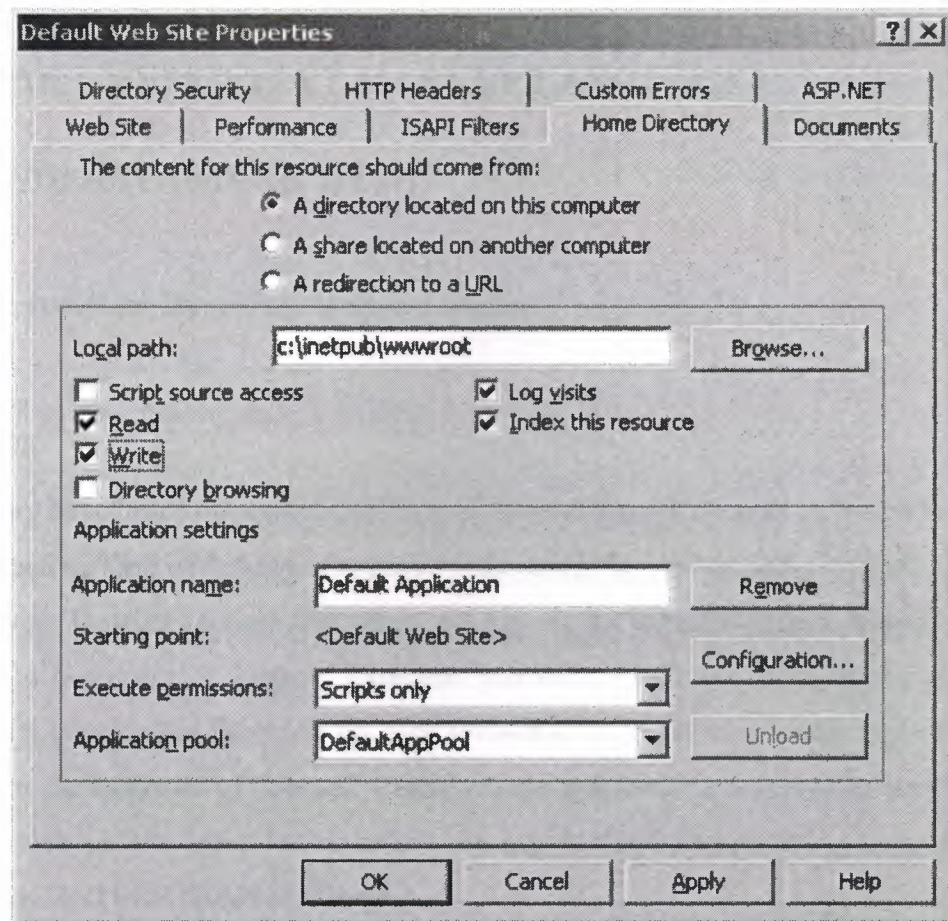 Default Web Site Properties ? X
Directory Security HTTP Headers Custom Errors ASP.NET
Web Site Performance ISAPI Filters Home Directory Documents
The content for this resource should come from:
A directory located on this computer
A share located on another computer
A redirection to a URL
Local path: c:\inetpub\wwwroot Browse...
Script source access Log visits
Read Index this resource
Write
Directory browsing
Application settings
Application name: Default Application Remove
Starting point: <Default Web Site>
Configuration...
Execute permissions: Scripts only
Application pool: DefaultAppPool Unload
OK Cancel Apply Help